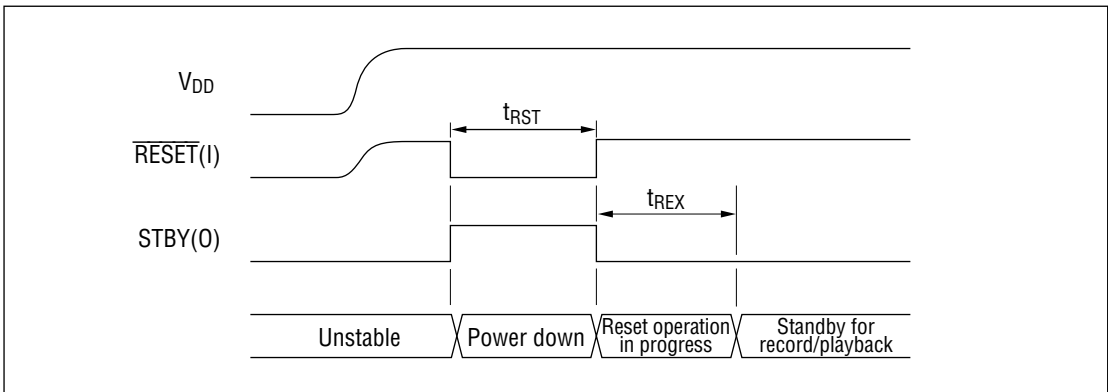 VDD
tRST
RESET(I)
tREX
STBY(O)
Unstable
Power down
Reset operation
in progress
Standby for
record/playback